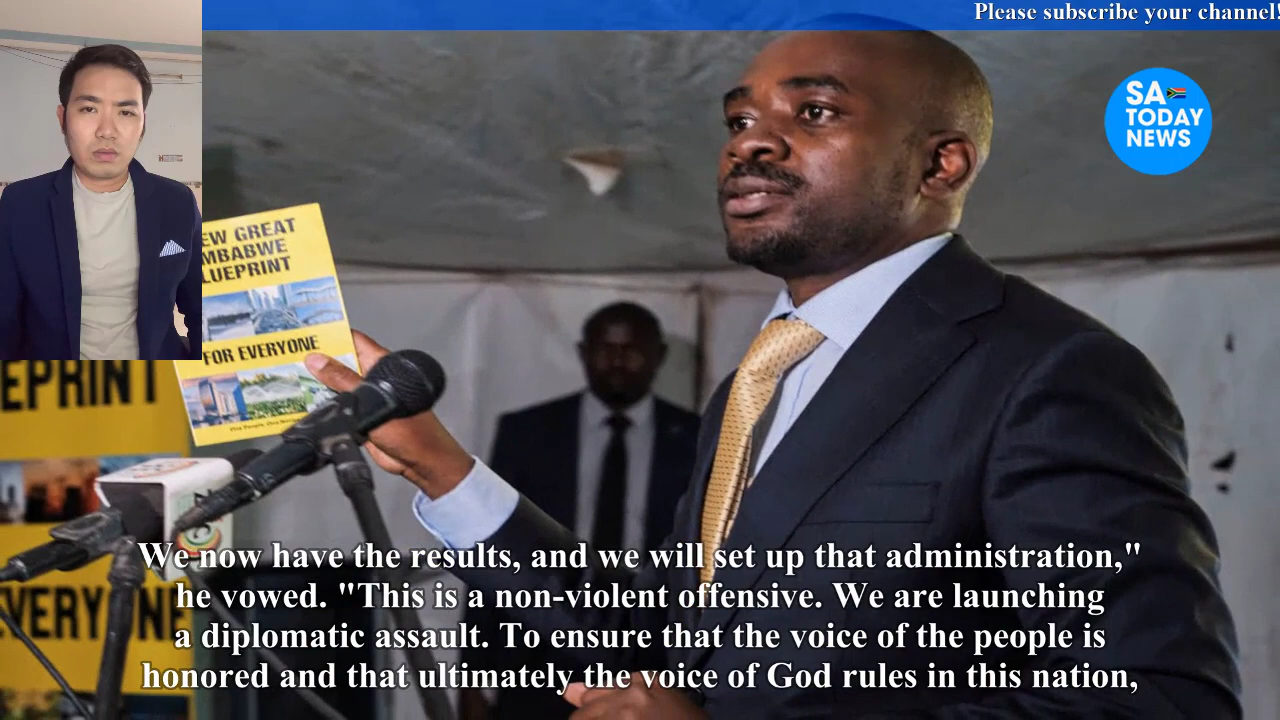 Please subscribe your channel!
SA
TODAY
NEWS
EW GREAT
MBABWE
LUEPRINT
FOR EVERYONE
EPRINT
EVERYONE
We now have the results, and we will set up that administration,"
he vowed. "This is a non-violent offensive. We are launching
a diplomatic assault. To ensure that the voice of the people is
honored and that ultimately the voice of God rules in this nation,